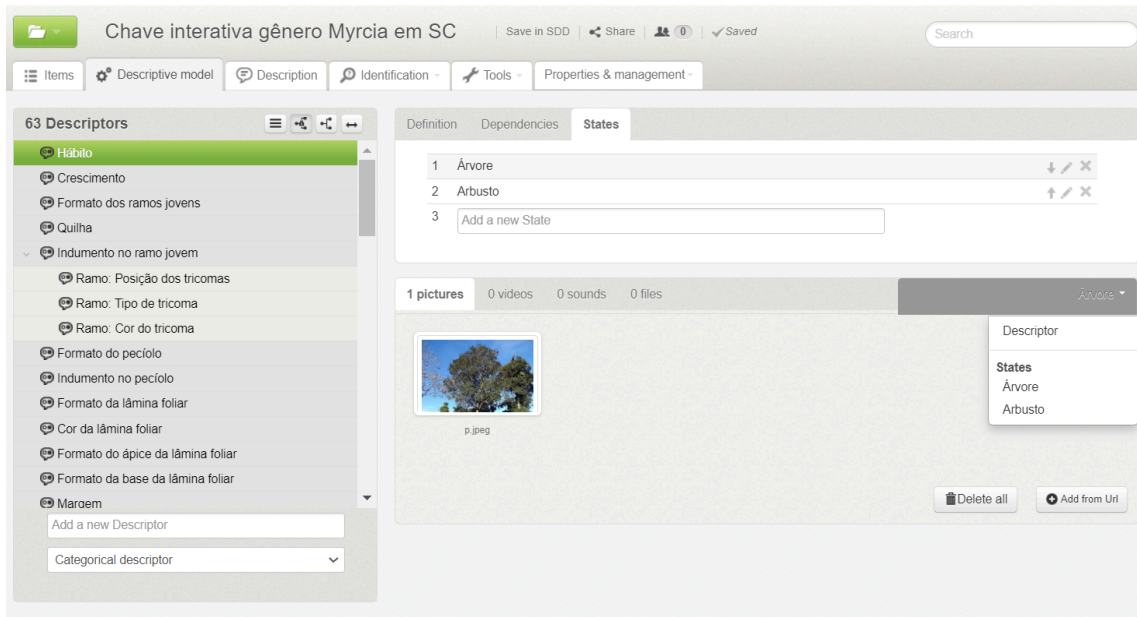 Chave interativa gênero Myrcia em SC
Save in SDD
Share
0
Saved
Search
Items
Descriptive model
Description
Identification
Tools
Properties & management
63 Descriptors
Hábito
Crescimento
Formato dos ramos jovens
Quilha
Indumento no ramo jovem
Ramo: Posição dos tricomas
Ramo: Tipo de tricoma
Ramo: Cor do tricoma
Formato do pecíolo
Indumento no pecíolo
Formato da lâmina foliar
Cor da lâmina foliar
Formato do ápice da lâmina foliar
Formato da base da lâmina foliar
Margem
Add a new Descriptor
Categorical descriptor
Definition
Dependencies
States
1 Árvore
2 Arbusto
3 Add a new State
1 pictures
0 videos
0 sounds
0 files
Árvore
Descriptor
States
Árvore
Arbusto
p.jpeg
Delete all
Add from Url